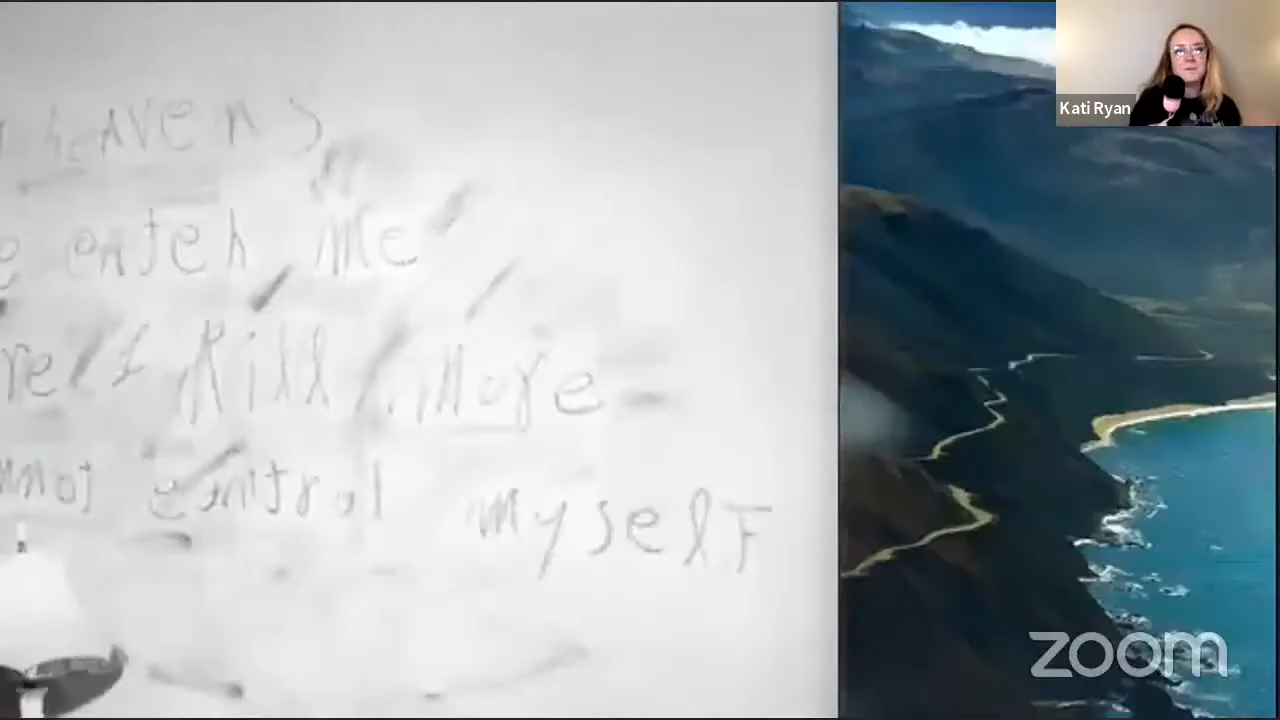 heAvens
catch Me
I Kill More
control myselF
Kati Ryan
zoom